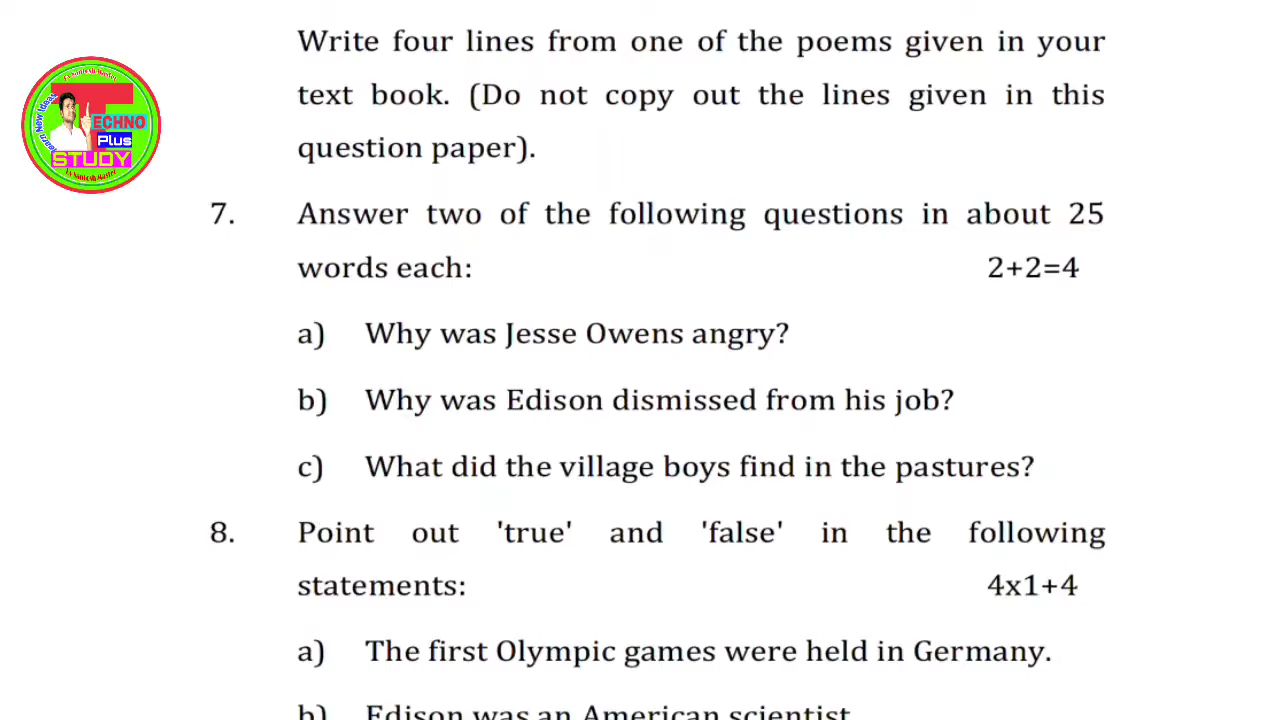 Write four lines from one of the poems given in your
text book. (Do not copy out the lines given in this
question paper).
Learn New Ideas
ECHNO
Plus
STUDY
7. Answer two of the following questions in about 25
words each: 2+2=4
a) Why was Jesse Owens angry?
b) Why was Edison dismissed from his job?
c) What did the village boys find in the pastures?
8. Point out 'true' and 'false' in the following
statements: 4x1+4
a) The first Olympic games were held in Germany.
b) Edison was an American scientist